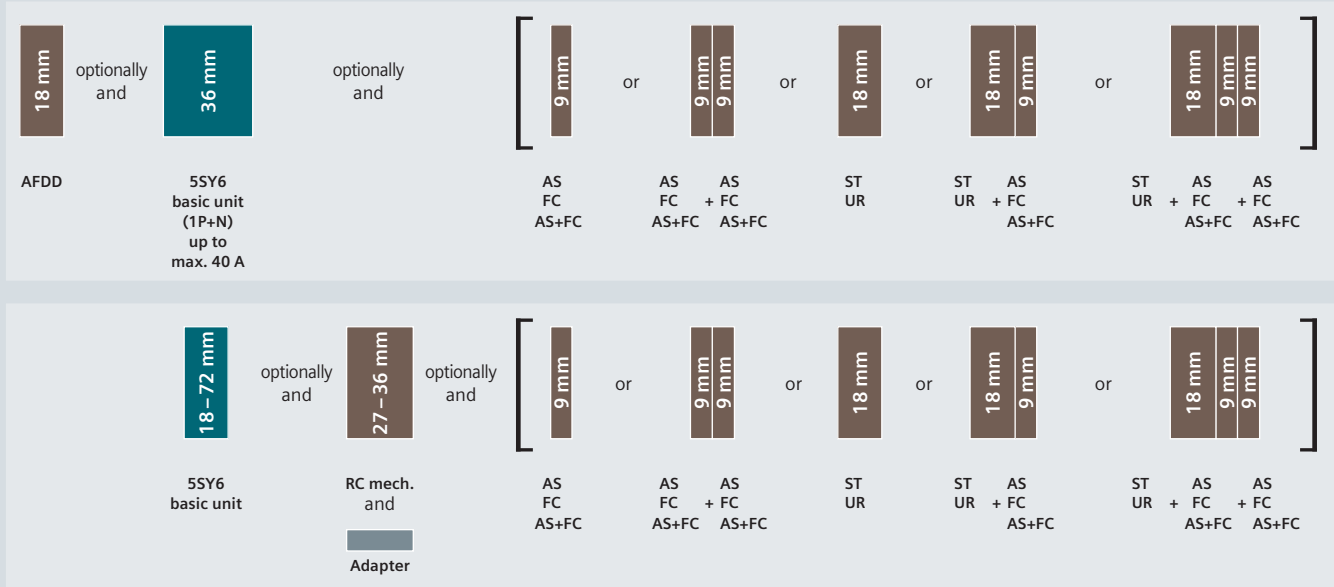 18 mm
optionally
and
36 mm
optionally
and
9 mm
or
9 mm
9 mm
or
18 mm
or
18 mm
9 mm
or
18 mm
9 mm
9 mm
AFDD
5SY6
basic unit
(1P+N)
up to
max. 40 A
AS
FC
AS+FC
AS AS
FC + FC
AS+FC AS+FC
ST
UR
ST AS
UR + FC
AS+FC
ST AS AS
UR + FC + FC
AS+FC AS+FC
18 – 72 mm
optionally
and
27 – 36 mm
optionally
and
9 mm
or
9 mm
9 mm
or
18 mm
or
18 mm
9 mm
or
18 mm
9 mm
9 mm
5SY6
basic unit
RC mech.
and
Adapter
AS
FC
AS+FC
AS AS
FC + FC
AS+FC AS+FC
ST
UR
ST AS
UR + FC
AS+FC
ST AS AS
UR + FC + FC
AS+FC AS+FC